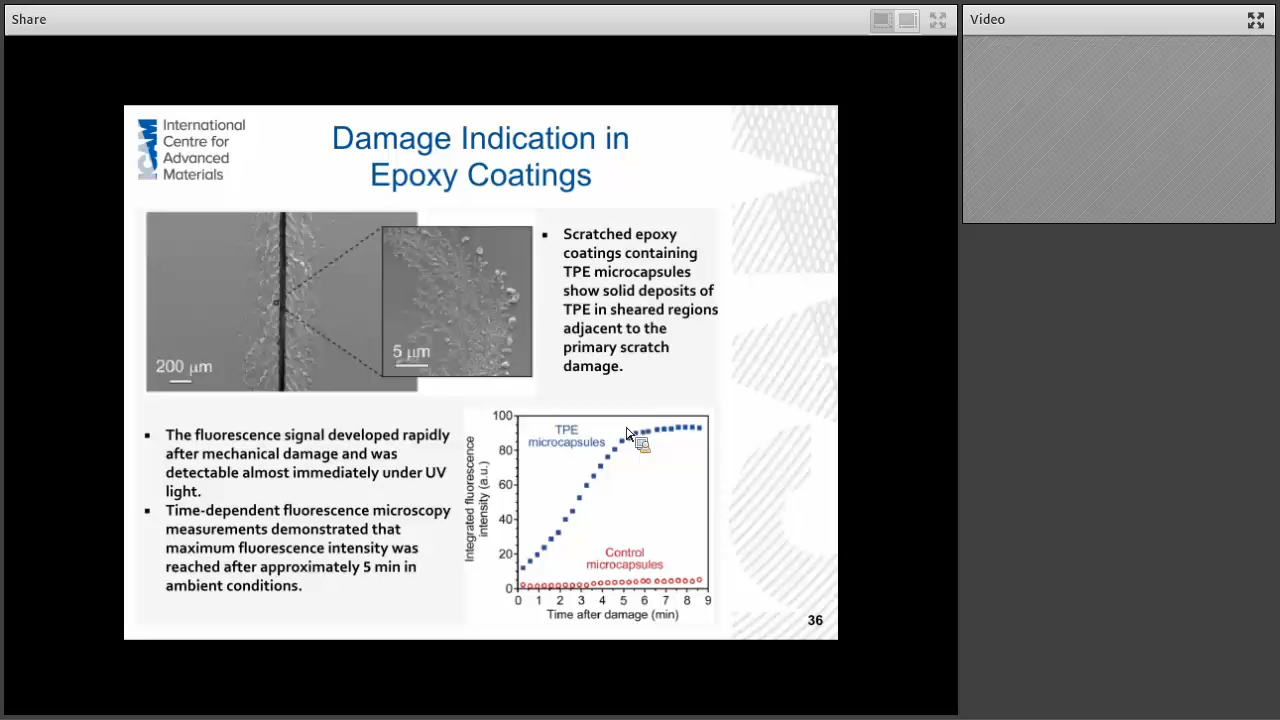 Share
Video
ICAM
International
Centre for
Advanced
Materials
Damage Indication in
Epoxy Coatings
200 μm
5 μm
▪ Scratched epoxy
coatings containing
TPE microcapsules
show solid deposits of
TPE in sheared regions
adjacent to the
primary scratch
damage.
▪ The fluorescence signal developed rapidly
after mechanical damage and was
detectable almost immediately under UV
light.
▪ Time-dependent fluorescence microscopy
measurements demonstrated that
maximum fluorescence intensity was
reached after approximately 5 min in
ambient conditions.
Integrated fluorescence
intensity (a.u.)
100
80
60
40
20
0
TPE
microcapsules
Control
microcapsules
0 1 2 3 4 5 6 7 8 9
Time after damage (min)
36